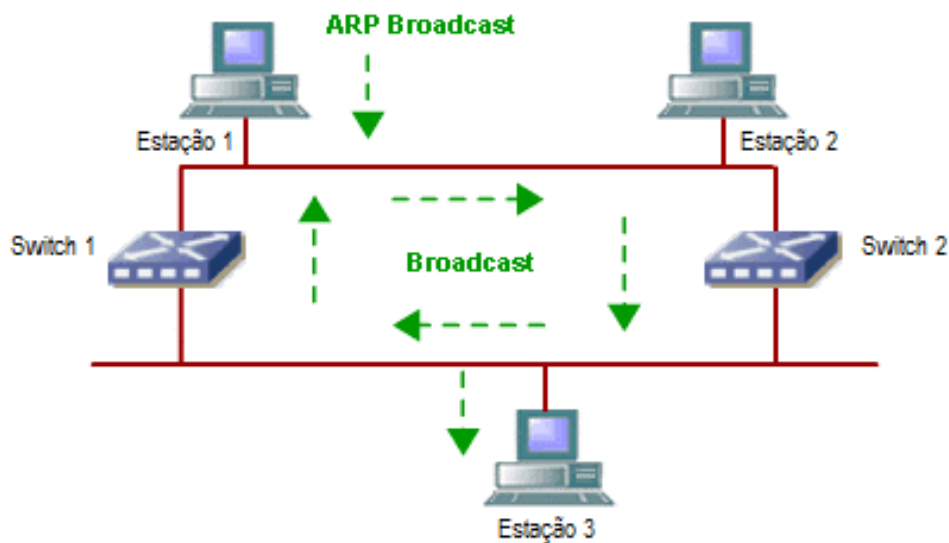 ARP Broadcast
Estação 1
Estação 2
Switch 1
Broadcast
Switch 2
Estação 3